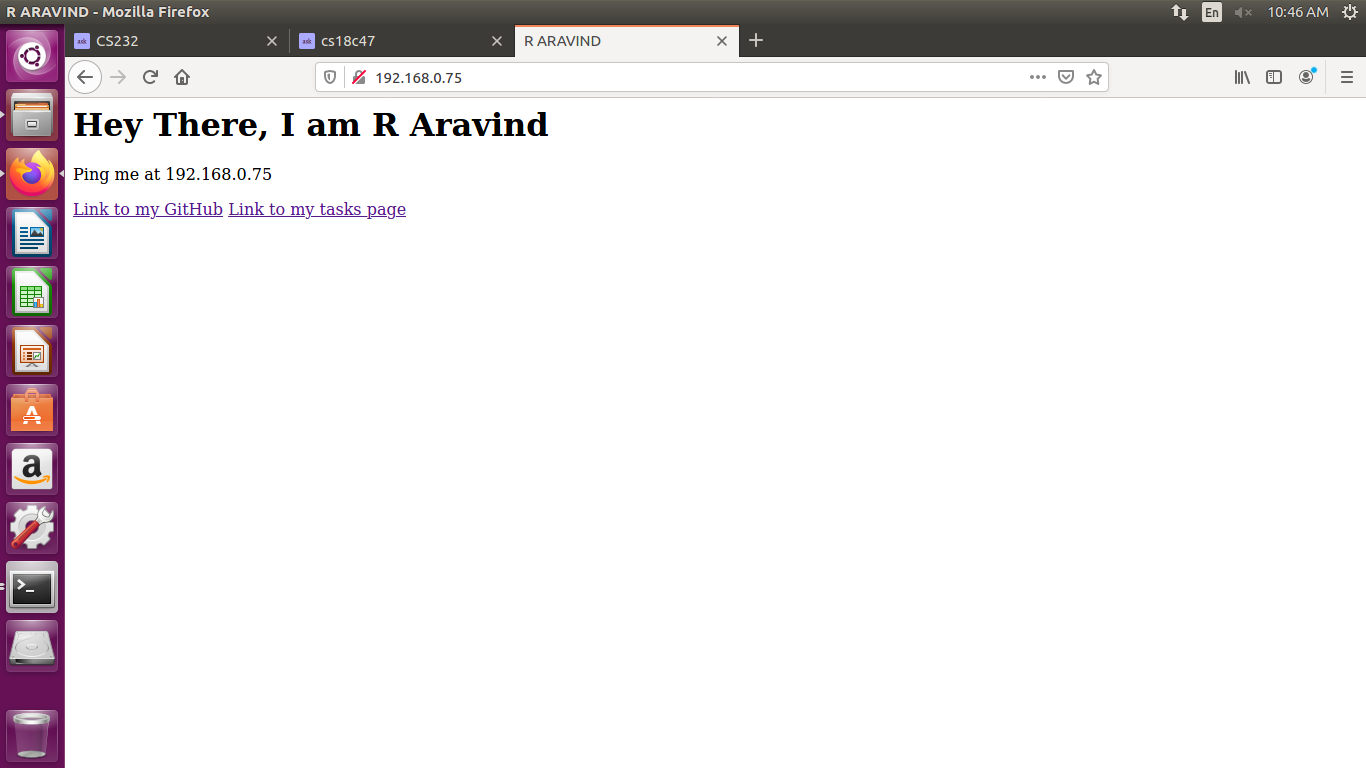 R ARAVIND - Mozilla Firefox
En
10:46 AM
ask CS232
ask cs18c47
R ARAVIND
192.168.0.75
Hey There, I am R Aravind
Ping me at 192.168.0.75
Link to my GitHub Link to my tasks page